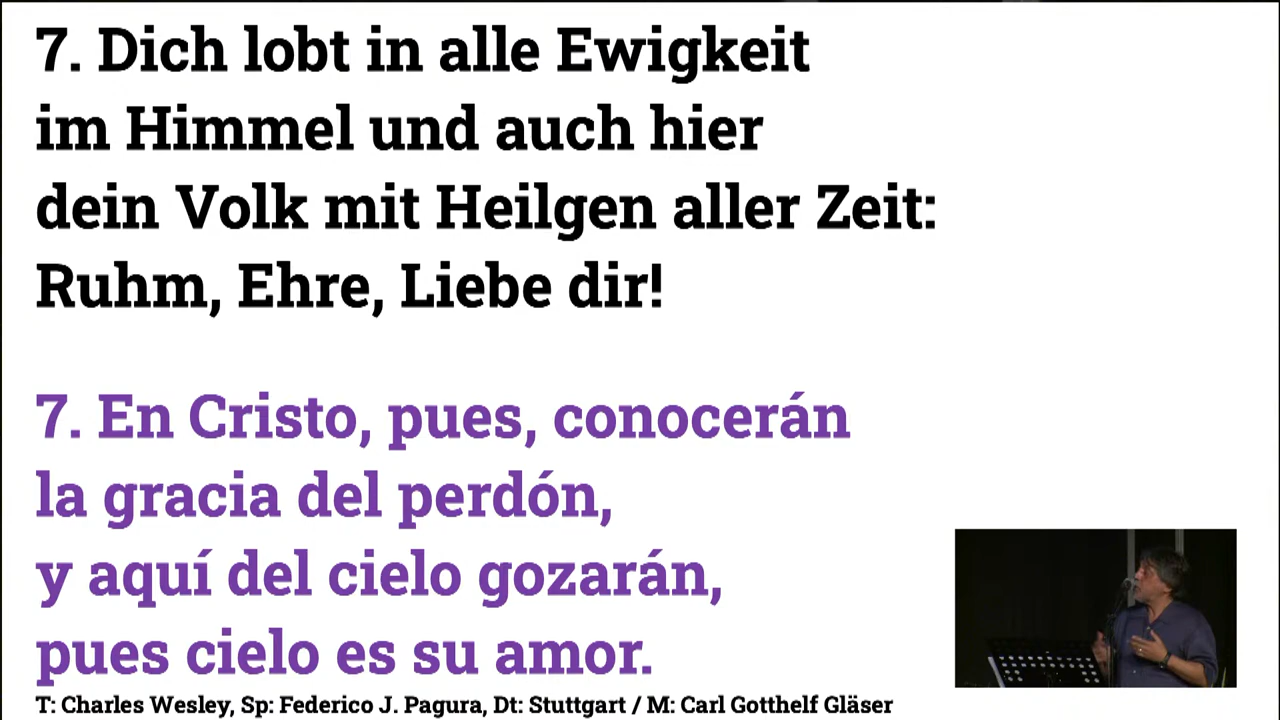 7. Dich lobt in alle Ewigkeit
im Himmel und auch hier
dein Volk mit Heilgen aller Zeit:
Ruhm, Ehre, Liebe dir!
7. En Cristo, pues, conocerán
la gracia del perdón,
y aquí del cielo gozarán,
pues cielo es su amor.
T: Charles Wesley, Sp: Federico J. Pagura, Dt: Stuttgart / M: Carl Gotthelf Gläser